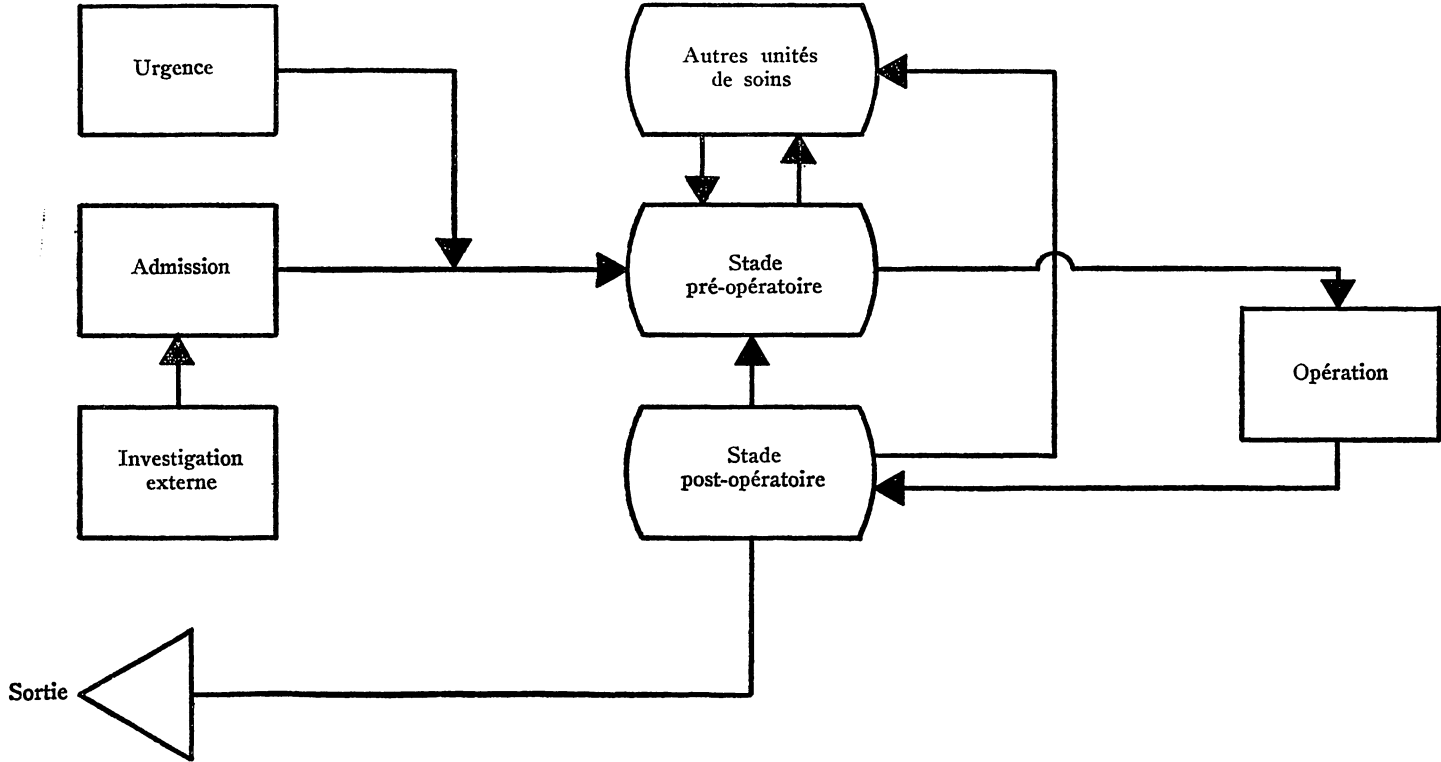 Urgence
Autres unités
de soins
Admission
Stade
pré-opératoire
Opération
Investigation
externe
Stade
post-opératoire
Sortie